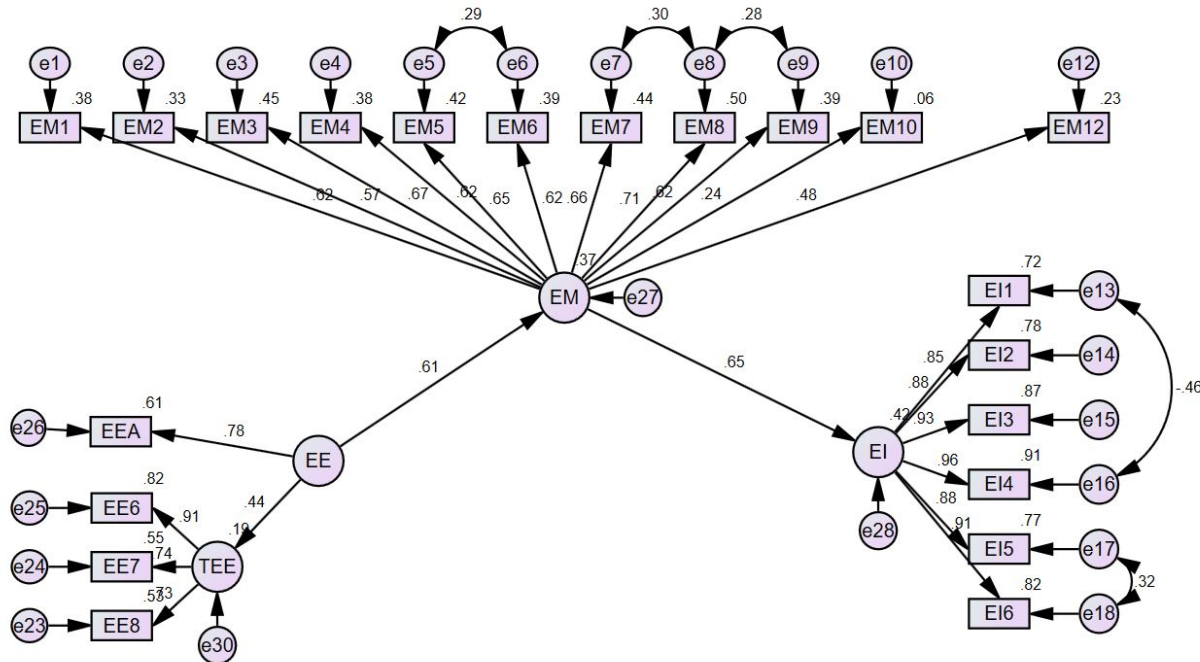 .29 .30 .28
e1 e2 e3 e4 e5 e6 e7 e8 e9 e10 e12
.38 .33 .45 .38 .42 .39 .44 .50 .39 .06 .23
EM1 EM2 EM3 EM4 EM5 EM6 EM7 EM8 EM9 EM10 EM12
.62 .57 .67 .62 .65 .62 .66 .71 .62 .24 .48
.37
EM e27
.72
EI1 e13
.78
EI2 e14
.61 .65 .85
.88 -.46
.87
.42 .93 EI3 e15
.61
e26 EEA .78
EE EI
.91
.96 EI4 e16
.82
e25 EE6 .91 .44
.88
.77
.19 .91 EI5 e17
e28
.55
.74
e24 EE7 TEE
.32
.82
EI6 e18
.53 .73
e23 EE8
e30